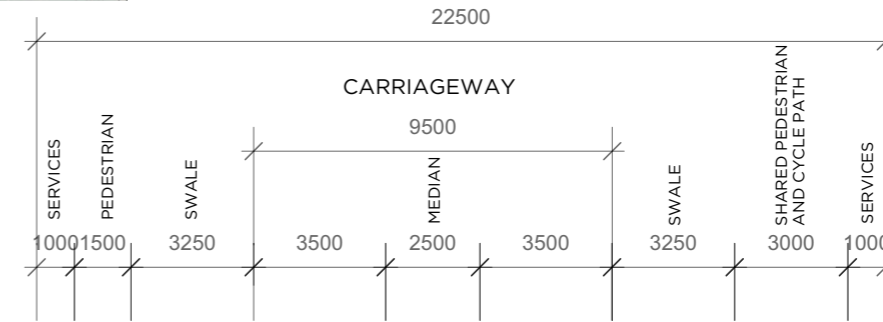 22500
CARRIAGEWAY
9500
SERVICES
PEDESTRIAN
SWALE
MEDIAN
SWALE
SHARED PEDESTRIAN
AND CYCLE PATH
SERVICES
1000 1500 3250 3500 2500 3500 3250 3000 1000